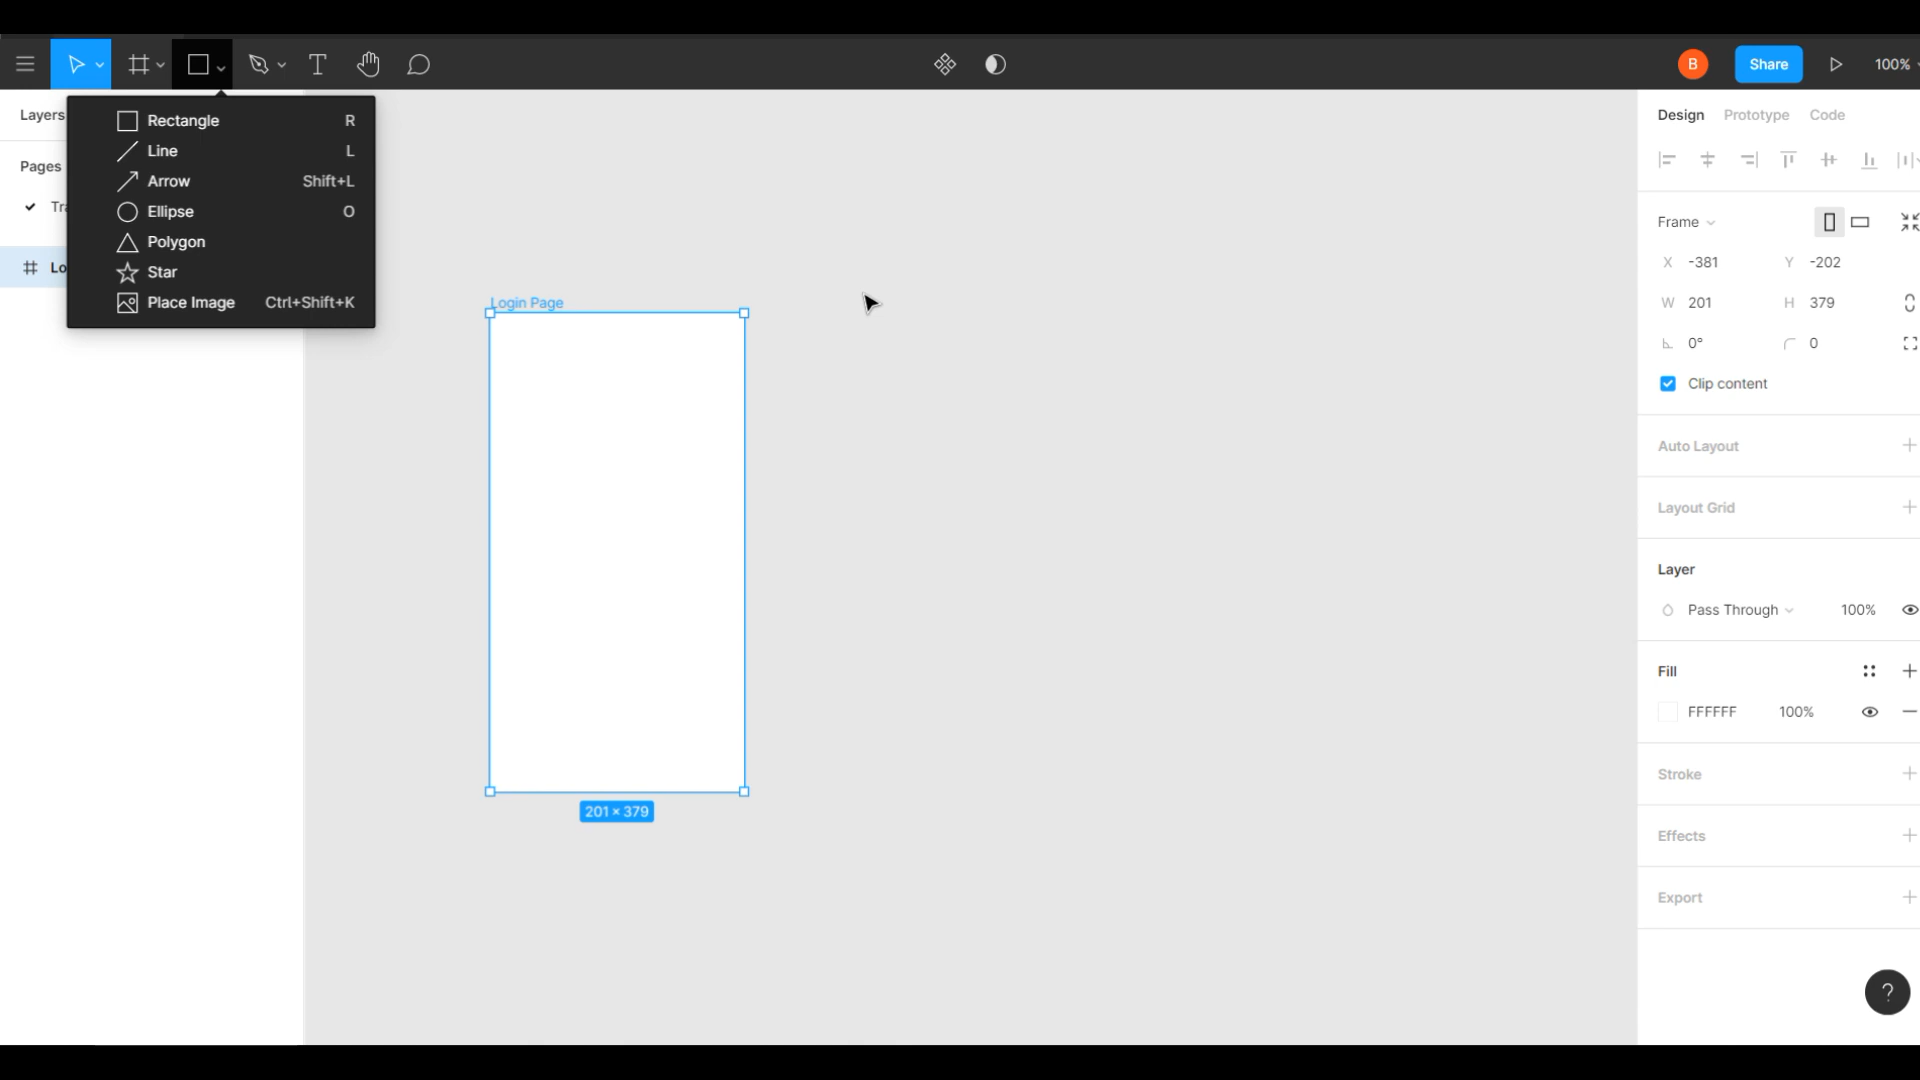 B
Share
100%
Layers
Rectangle R
Line L
Arrow Shift+L
Ellipse O
Polygon
Star
Place Image Ctrl+Shift+K
Pages
Tra
Lo
Login Page
201 × 379
Design Prototype Code
Frame
X -381 Y -202
W 201 H 379
0° 0
Clip content
Auto Layout
Layout Grid
Layer
Pass Through 100%
Fill
FFFFFF 100%
Stroke
Effects
Export
?